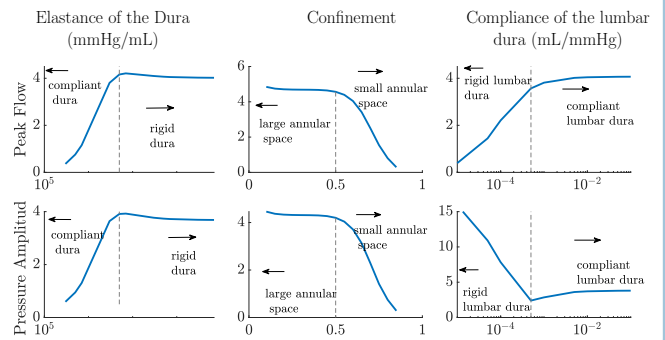 Elastance of the Dura
(mmHg/mL)
Confinement
Compliance of the lumbar
dura (mL/mmHg)
Peak Flow
4
2
0
10^5
compliant
dura
rigid
dura
6
4
2
0
0
0.5
1
large annular
space
small annular
space
4
2
0
10^-4
10^-2
rigid lumbar
dura
compliant
lumbar dura
Pressure Amplitud
4
2
0
10^5
compliant
dura
rigid
dura
4
2
0
0
0.5
1
small annular
space
large annular
space
15
10
5
0
10^-4
10^-2
compliant
lumbar dura
rigid
lumbar dura